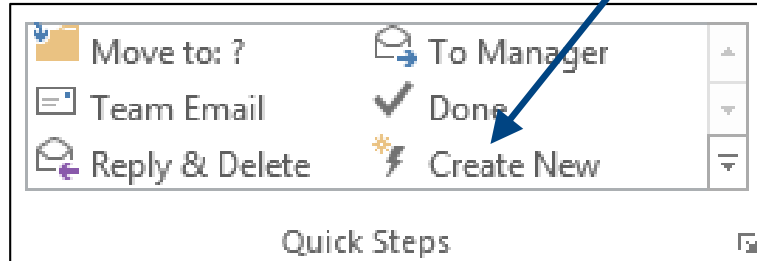 Move to: ? To Manager
Team Email Done
Reply & Delete Create New
Quick Steps